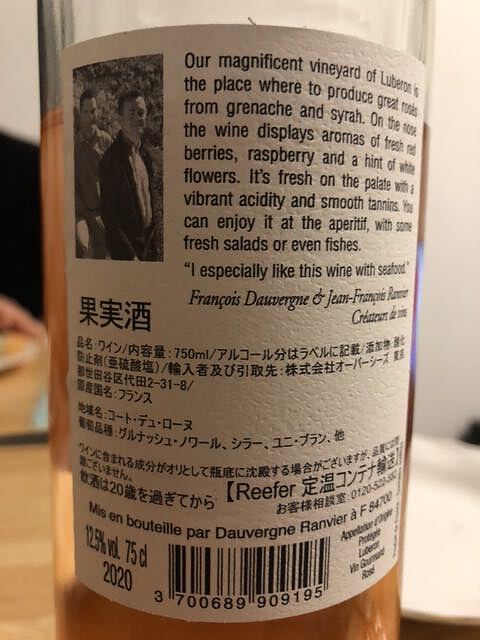 Our magnificent vineyard of Luberon is
the place where to produce great rosés
from grenache and syrah. On the nose
the wine displays aromas of fresh red
berries, raspberry and a hint of white
flowers. It's fresh on the palate with a
vibrant acidity and smooth tannins. You
can enjoy it at the aperitif, with some
fresh salads or even fishes.
“I especially like this wine with seafood.”
François Dauvergne & Jean-François Ranvier
Créateurs de vins
果実酒
品名:ワイン/内容量:750ml/アルコール分はラベルに記載/添加物:酸化
防止剤(亜硫酸塩)/輸入者及び引取先:株式会社オーバーシーズ 東京
都世田谷区代田2-31-8/
原産国名:フランス
地域名:コート・デュ・ローヌ
葡萄品種:グルナッシュ・ノワール、シラー、ユニ・ブラン、他
ワインに含まれる成分がオリとして瓶底に沈殿する場合がございますが、品質に
ございません。
飲酒は20歳を過ぎてから
【Reefer 定温コンテナ輸送】
お客様相談室:0120-522-582
Mis en bouteille par Dauvergne Ranvier à F 84700
12.5% vol. 75 cl
2020
3 700689 909195
Appellation d'Origine
Protégée
Luberon
Vin Gourmand
Rosé